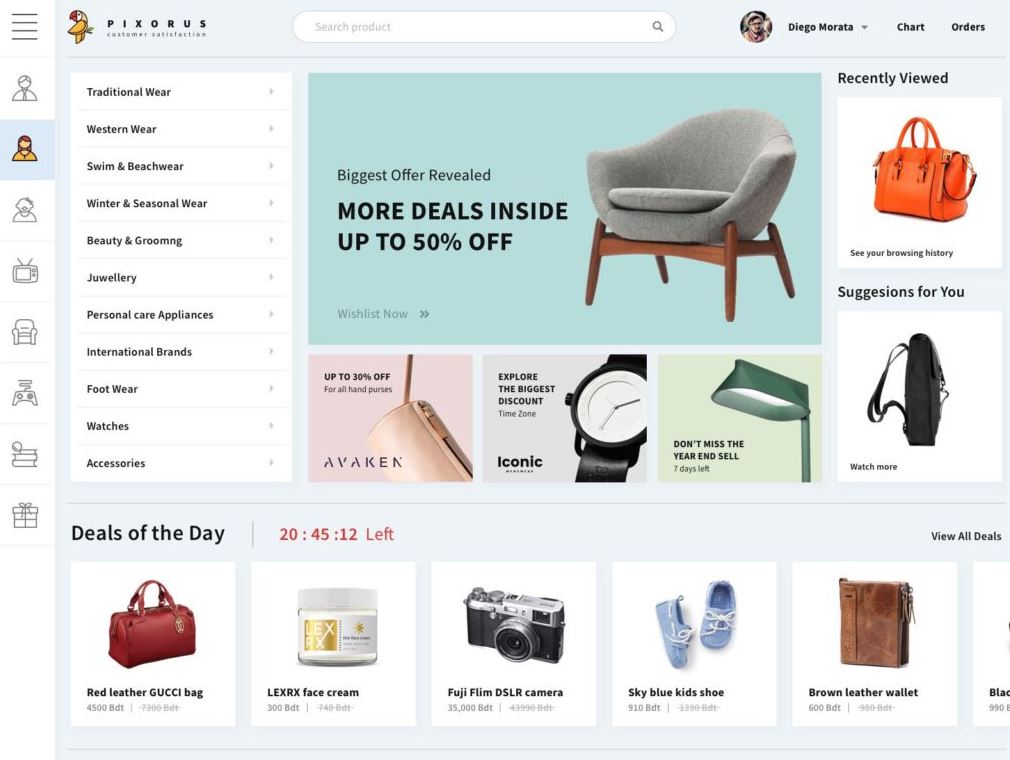 PIXORUS
customer satisfaction
Search product
Diego Morata
Chart
Orders
Traditional Wear
Western Wear
Swim & Beachwear
Winter & Seasonal Wear
Beauty & Groomng
Juwellery
Personal care Appliances
International Brands
Foot Wear
Watches
Accessories
Biggest Offer Revealed
MORE DEALS INSIDE
UP TO 50% OFF
Wishlist Now
UP TO 30% OFF
For all hand purses
AVAKEN
EXPLORE
THE BIGGEST
DISCOUNT
Time Zone
Iconic
DON'T MISS THE
YEAR END SELL
7 days left
Recently Viewed
See your browsing history
Suggesions for You
Watch more
Deals of the Day
20 : 45 :12 Left
View All Deals
LEX
RX
the face cream
Red leather GUCCI bag
4500 Bdt | 7300 Bdt
LEXRX face cream
300 Bdt | 740 Bdt
Fuji Flim DSLR camera
35,000 Bdt | 43990 Bdt
Sky blue kids shoe
910 Bdt | 1390 Bdt
Brown leather wallet
600 Bdt | 980 Bdt
Blac
990 B